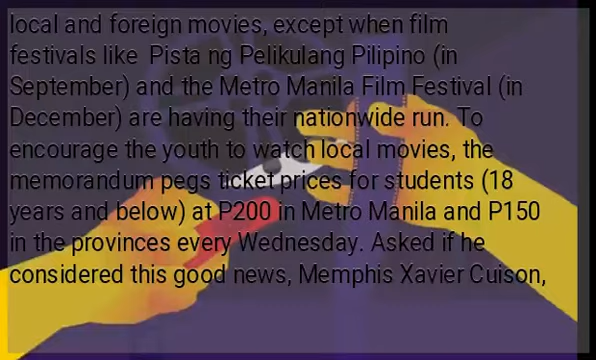 local and foreign movies, except when film
festivals like Pista ng Pelikulang Pilipino (in
September) and the Metro Manila Film Festival (in
December) are having their nationwide run. To
encourage the youth to watch local movies, the
memorandum pegs ticket prices for students (18
years and below) at P200 in Metro Manila and P150
in the provinces every Wednesday. Asked if he
considered this good news, Memphis Xavier Cuison,